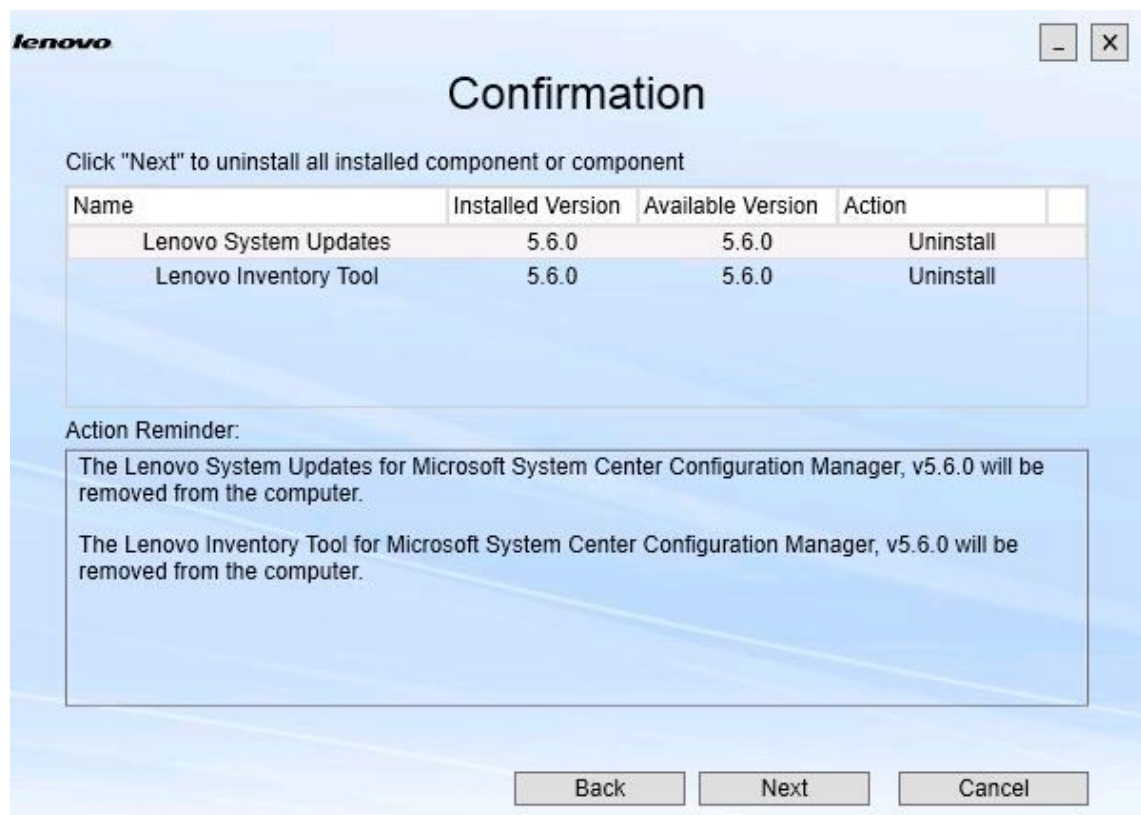 lenovo
_ X
Confirmation
Click "Next" to uninstall all installed component or component
Name Installed Version Available Version Action
Lenovo System Updates 5.6.0 5.6.0 Uninstall
Lenovo Inventory Tool 5.6.0 5.6.0 Uninstall
Action Reminder:
The Lenovo System Updates for Microsoft System Center Configuration Manager, v5.6.0 will be
removed from the computer.
The Lenovo Inventory Tool for Microsoft System Center Configuration Manager, v5.6.0 will be
removed from the computer.
Back Next Cancel